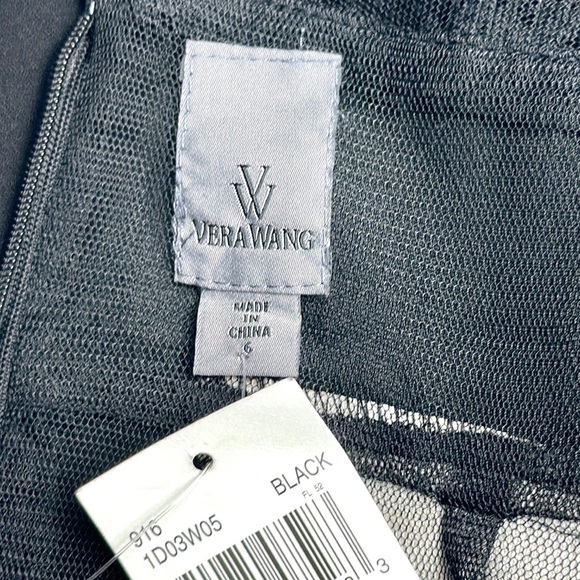 VW
VERA WANG
MADE
IN
CHINA
6
916
1D03W05
BLACK
FL 52
3